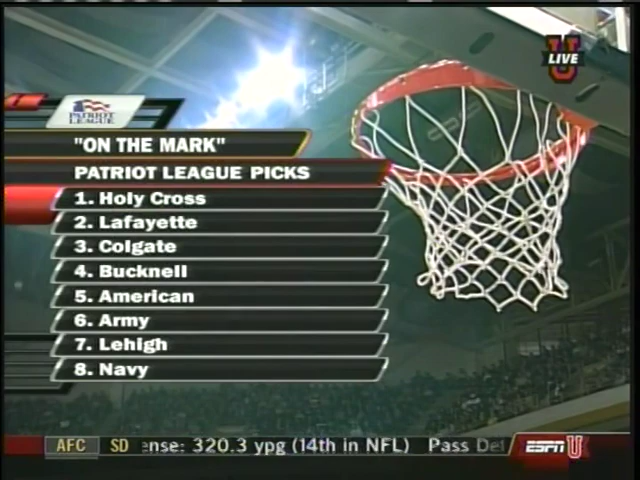 U
LIVE
PATRIOT
LEAGUE
"ON THE MARK"
PATRIOT LEAGUE PICKS
1. Holy Cross
2. Lafayette
3. Colgate
4. Bucknell
5. American
6. Army
7. Lehigh
8. Navy
AFC SD ense: 320.3 ypg (14th in NFL) Pass Def
ESPN U